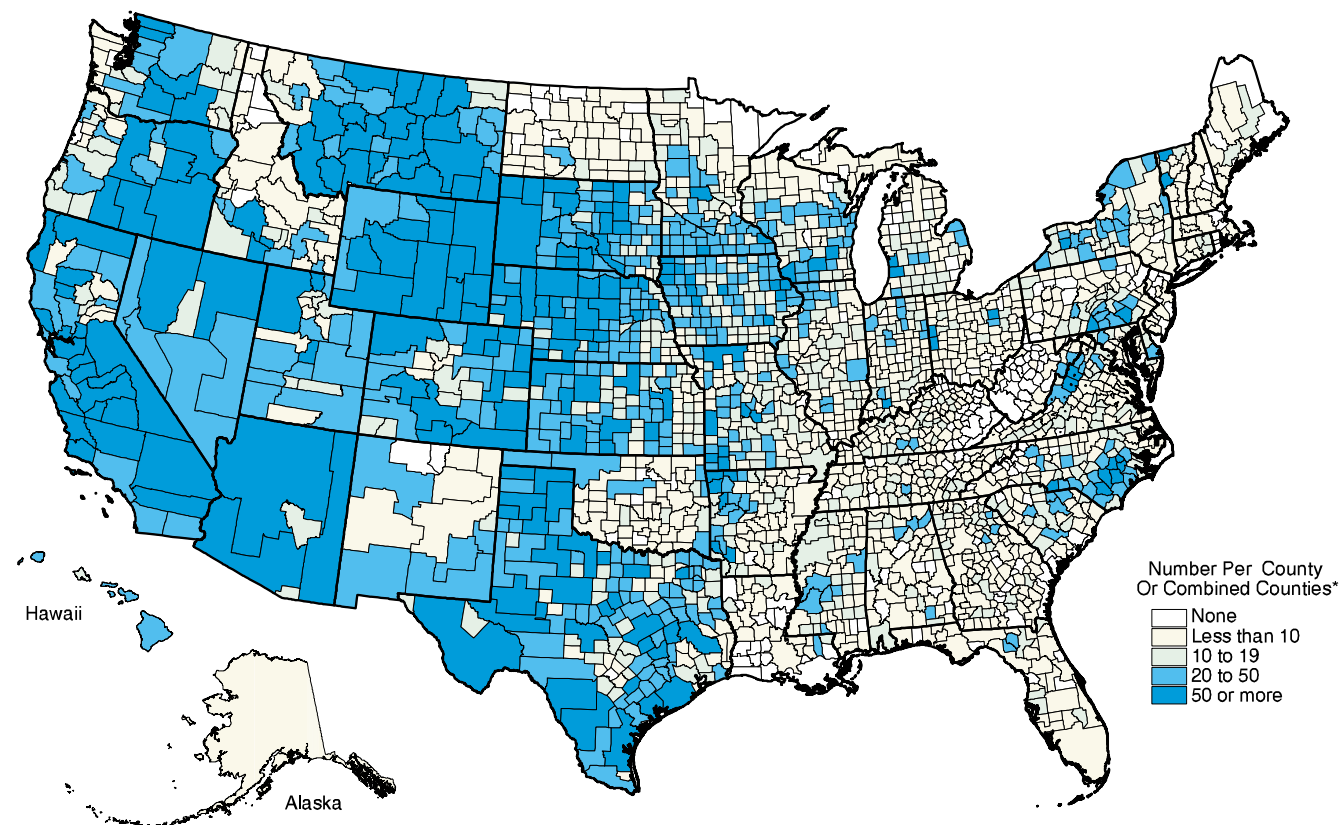 Hawaii
Alaska
Number Per County
Or Combined Counties*
None
Less than 10
10 to 19
20 to 50
50 or more